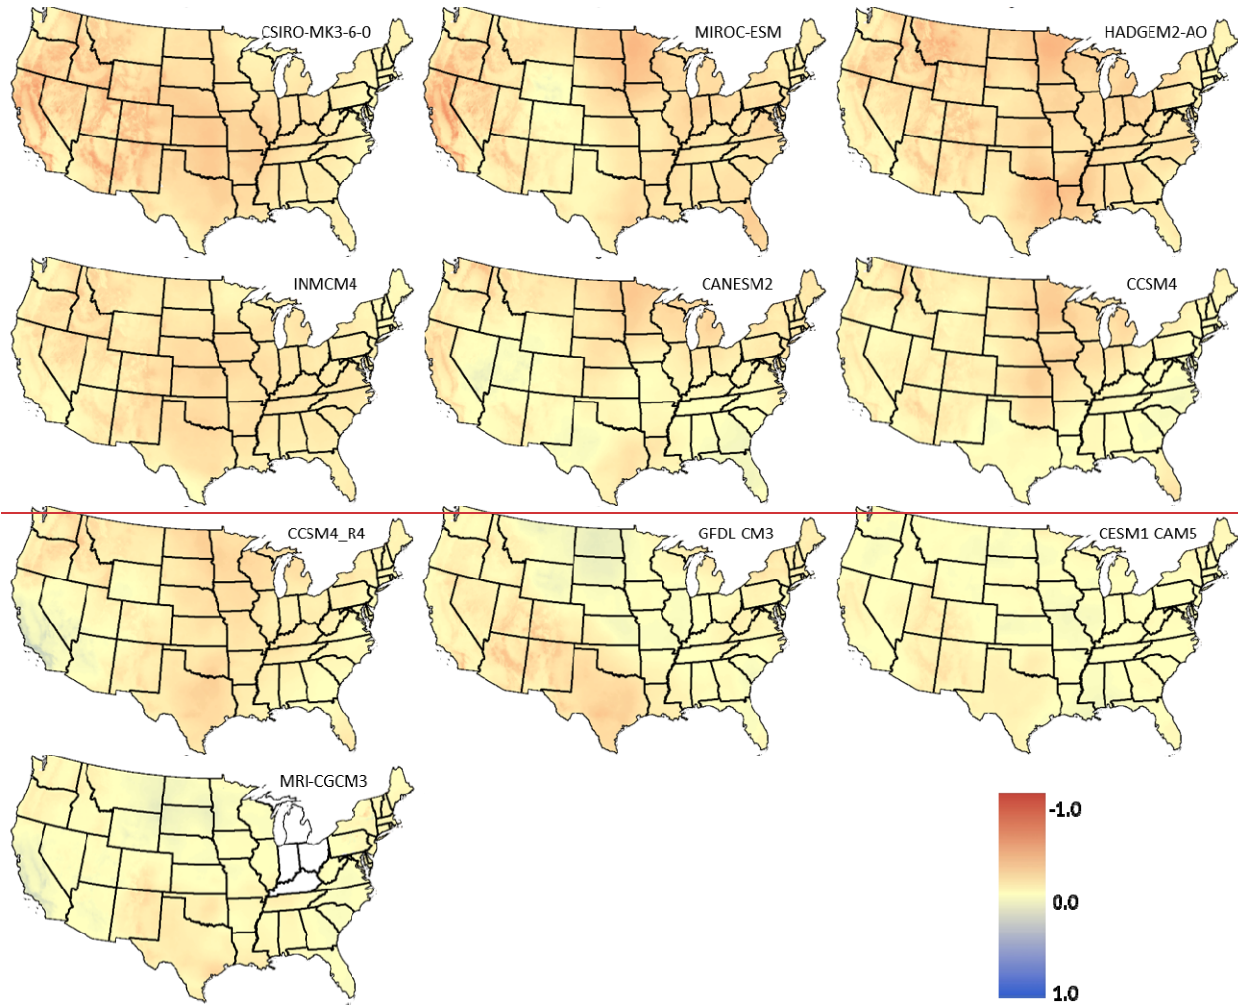 CSIRO-MK3-6-0
MIROC-ESM
HADGEM2-AO
INMCM4
CANESM2
CCSM4
CCSM4_R4
GFDL CM3
CESM1 CAM5
MRI-CGCM3
-1.0
0.0
1.0